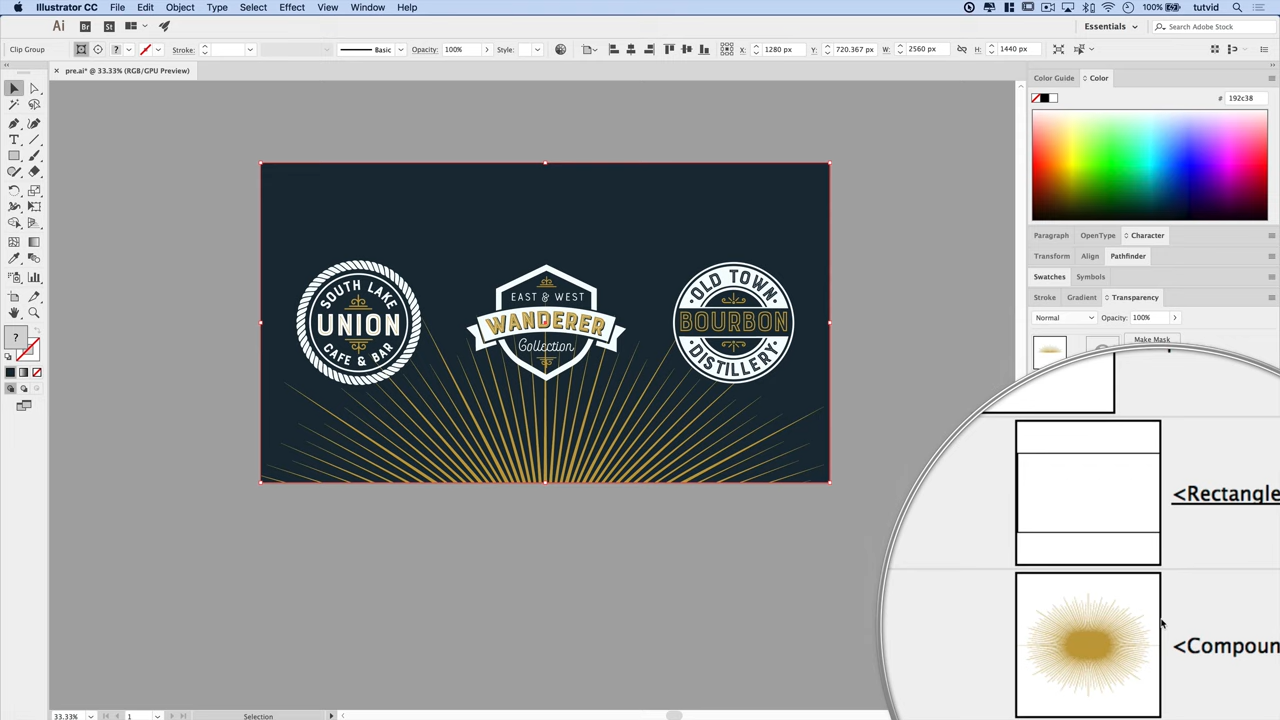 Illustrator CC File Edit Object Type Select Effect View Window Help 100% tutvid
Ai Br St Essentials Search Adobe Stock
Clip Group ? Stroke: Basic Opacity: 100% Style: X: 1280 px Y: 720.367 px W: 2560 px H: 1440 px
× pre.ai* @ 33.33% (RGB/GPU Preview)
Color Guide Color
# 192c38
Paragraph OpenType Character
Transform Align Pathfinder
Swatches Symbols
Stroke Gradient Transparency
Normal Opacity: 100%
Make Mask
?
SOUTH LAKE
UNION
CAFE & BAR
EAST & WEST
WANDERER
Collection
OLD TOWN
BOURBON
DISTILLERY
<Rectangle
<Compoun
33.33% 1 Selection